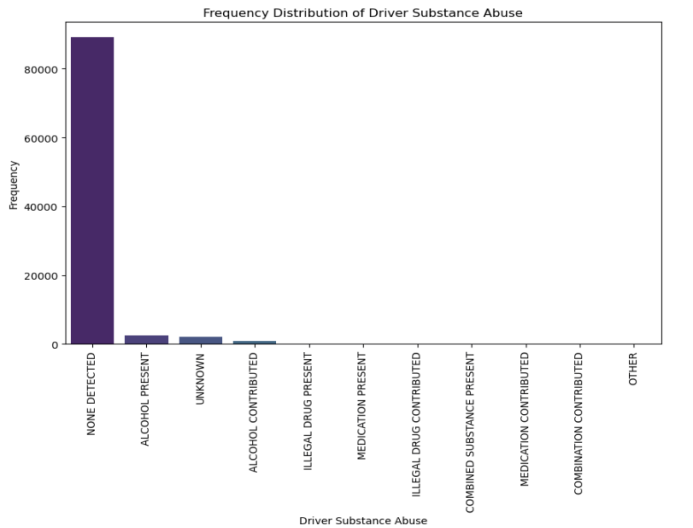 Frequency Distribution of Driver Substance Abuse
Frequency
80000
60000
40000
20000
0
NONE DETECTED
ALCOHOL PRESENT
UNKNOWN
ALCOHOL CONTRIBUTED
ILLEGAL DRUG PRESENT
MEDICATION PRESENT
ILLEGAL DRUG CONTRIBUTED
COMBINED SUBSTANCE PRESENT
MEDICATION CONTRIBUTED
COMBINATION CONTRIBUTED
OTHER
Driver Substance Abuse